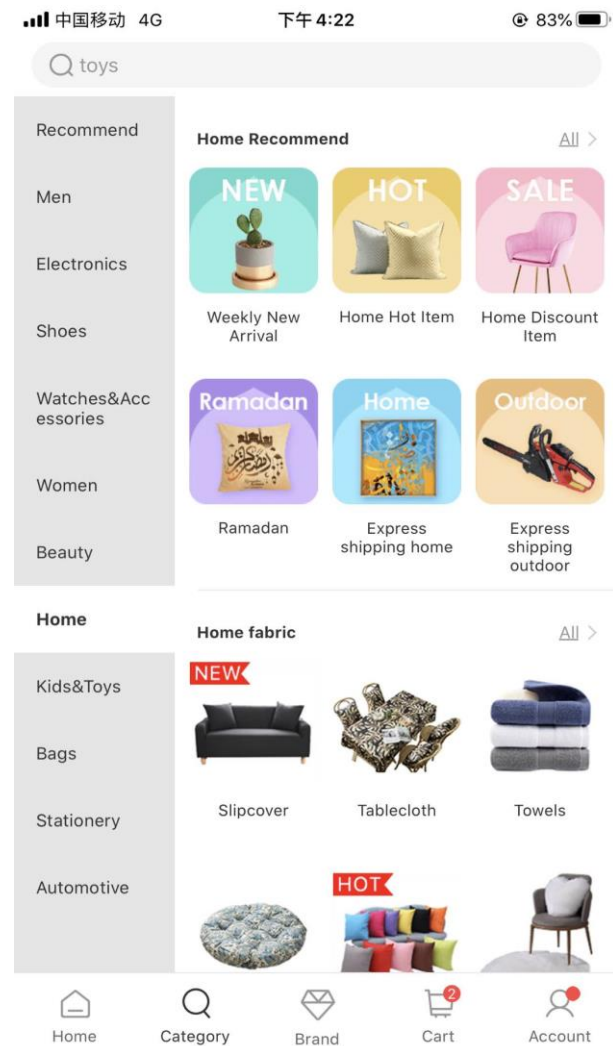 中国移动 4G
下午4:22
83%
toys
Recommend
Men
Electronics
Shoes
Watches&Acc
essories
Women
Beauty
Home
Kids&Toys
Bags
Stationery
Automotive
Home Recommend
All
NEW
HOT
SALE
Weekly New
Arrival
Home Hot Item
Home Discount
Item
Ramadan
Home
Outdoor
Ramadan
Express
shipping home
Express
shipping
outdoor
Home fabric
All
NEW
Slipcover
Tablecloth
Towels
HOT
Home
Category
Brand
2
Cart
Account